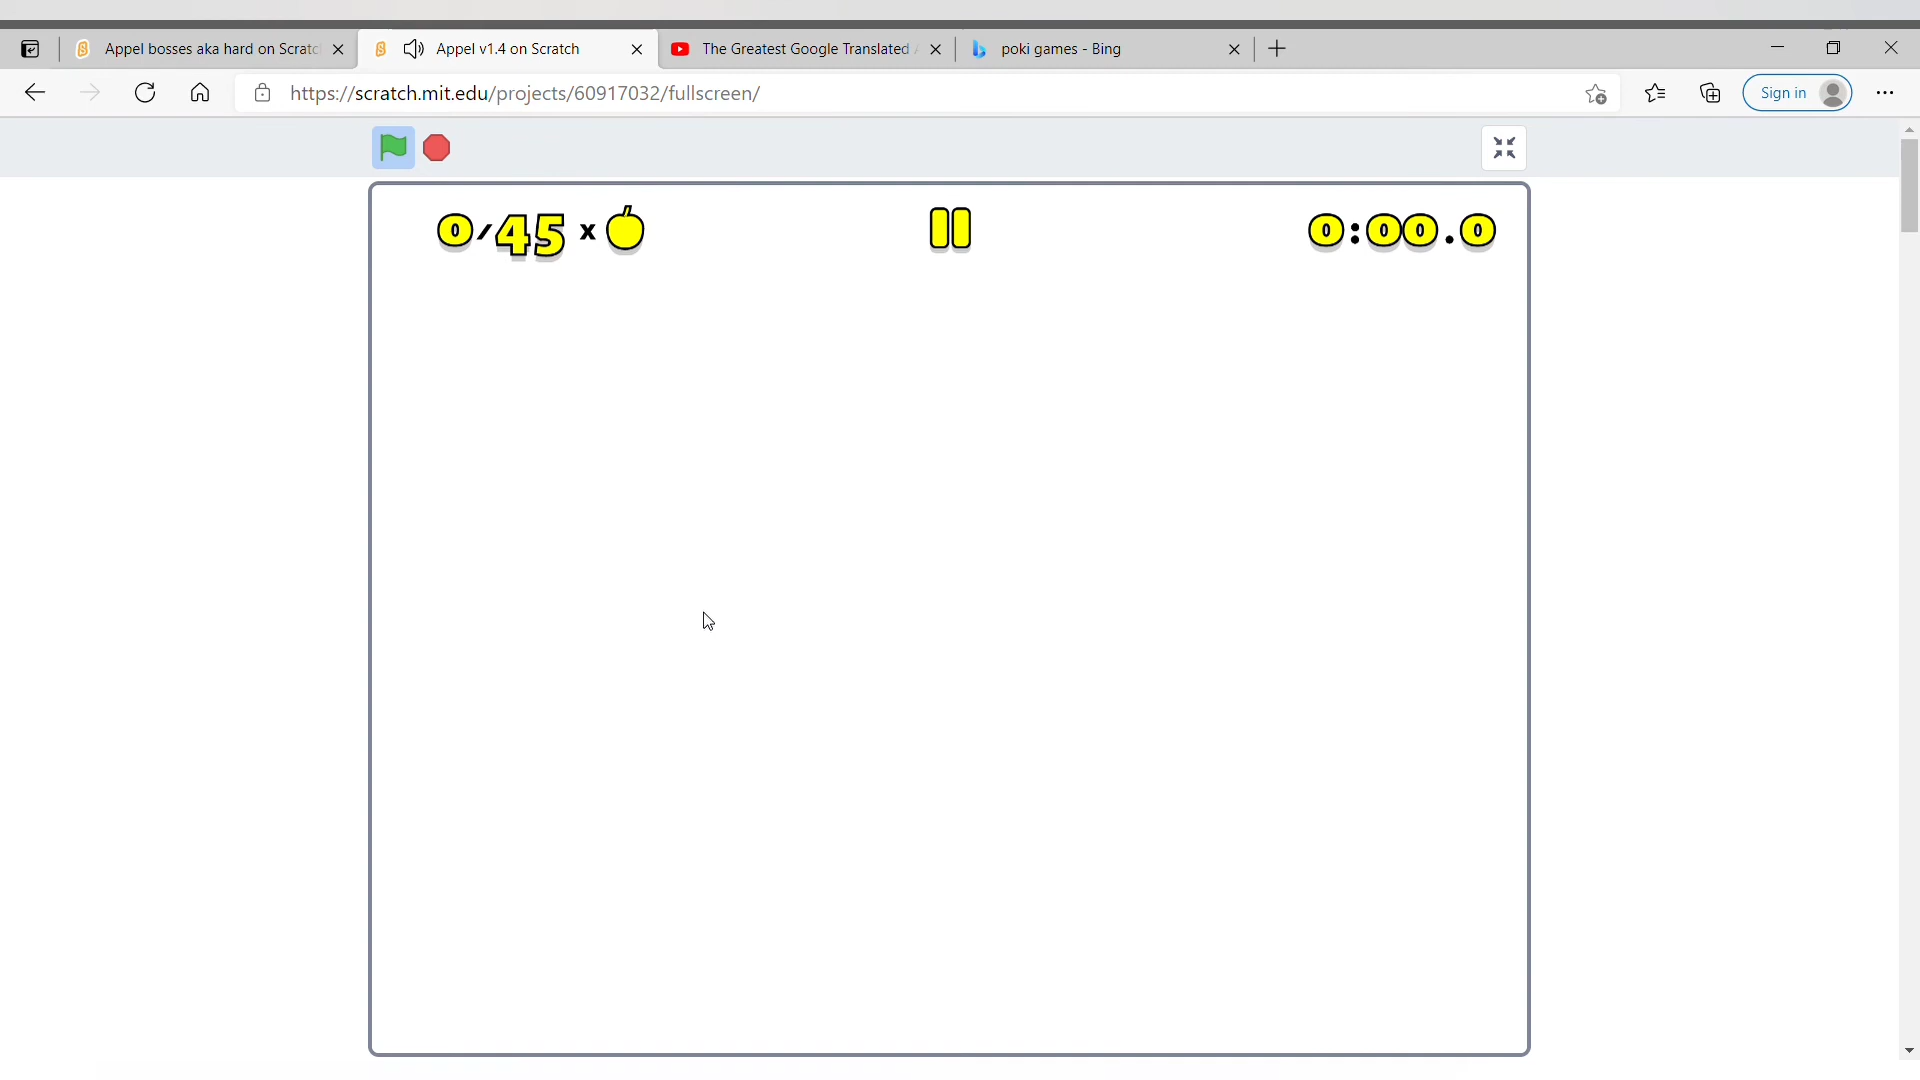 Appel bosses aka hard on Scratc
Appel v1.4 on Scratch
The Greatest Google Translated
poki games - Bing
https://scratch.mit.edu/projects/60917032/fullscreen/
Sign in
0/45 x
0:00.0